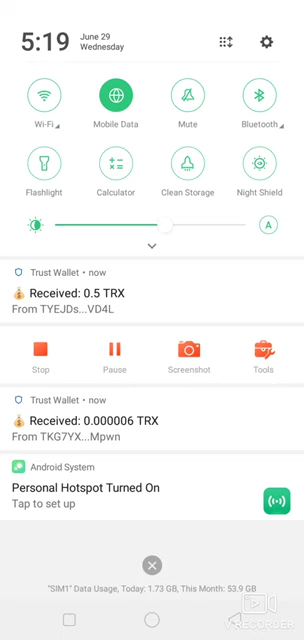 5:19
June 29
Wednesday
Wi-Fi
Mobile Data
Mute
Bluetooth
Flashlight
Calculator
Clean Storage
Night Shield
A
Trust Wallet • now
💰 Received: 0.5 TRX
From TYEJDs...VD4L
Stop
Pause
Screenshot
Tools
Trust Wallet • now
💰 Received: 0.000006 TRX
From TKG7YX...Mpwn
Android System
Personal Hotspot Turned On
Tap to set up
"SIM1" Data Usage, Today: 1.73 GB, This Month: 53.9 GB
V RECORDER